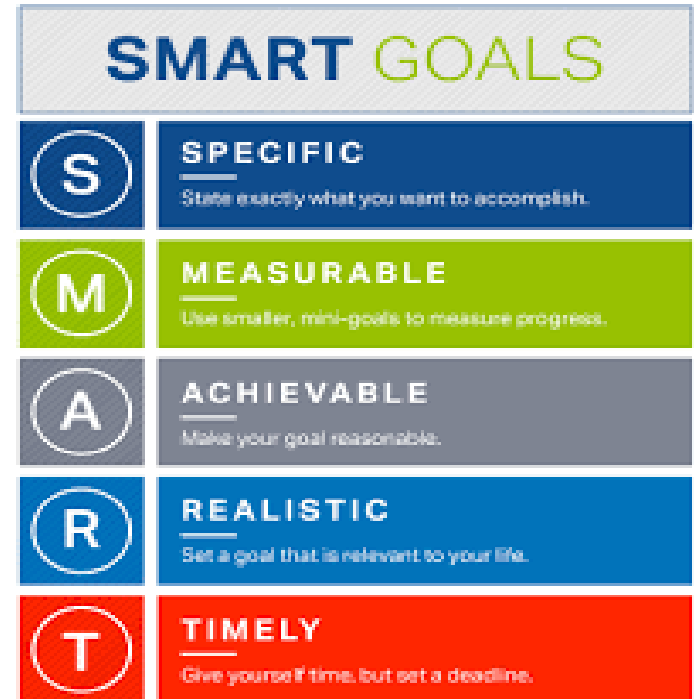 SMART GOALS
S
SPECIFIC
State exactly what you want to accomplish.
M
MEASURABLE
Use smaller, mini-goals to measure progress.
A
ACHIEVABLE
Make your goal reasonable.
R
REALISTIC
Set a goal that is relevant to your life.
T
TIMELY
Give yourself time, but set a deadline.